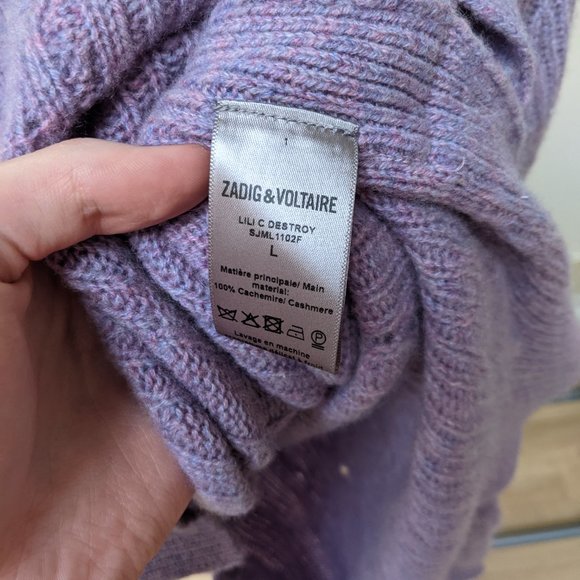 ZADIG&VOLTAIRE
LILI C DESTROY
SJML1102F
L
Matière principale/ Main
material:
100% Cachemire/ Cashmere
Lavage en machine